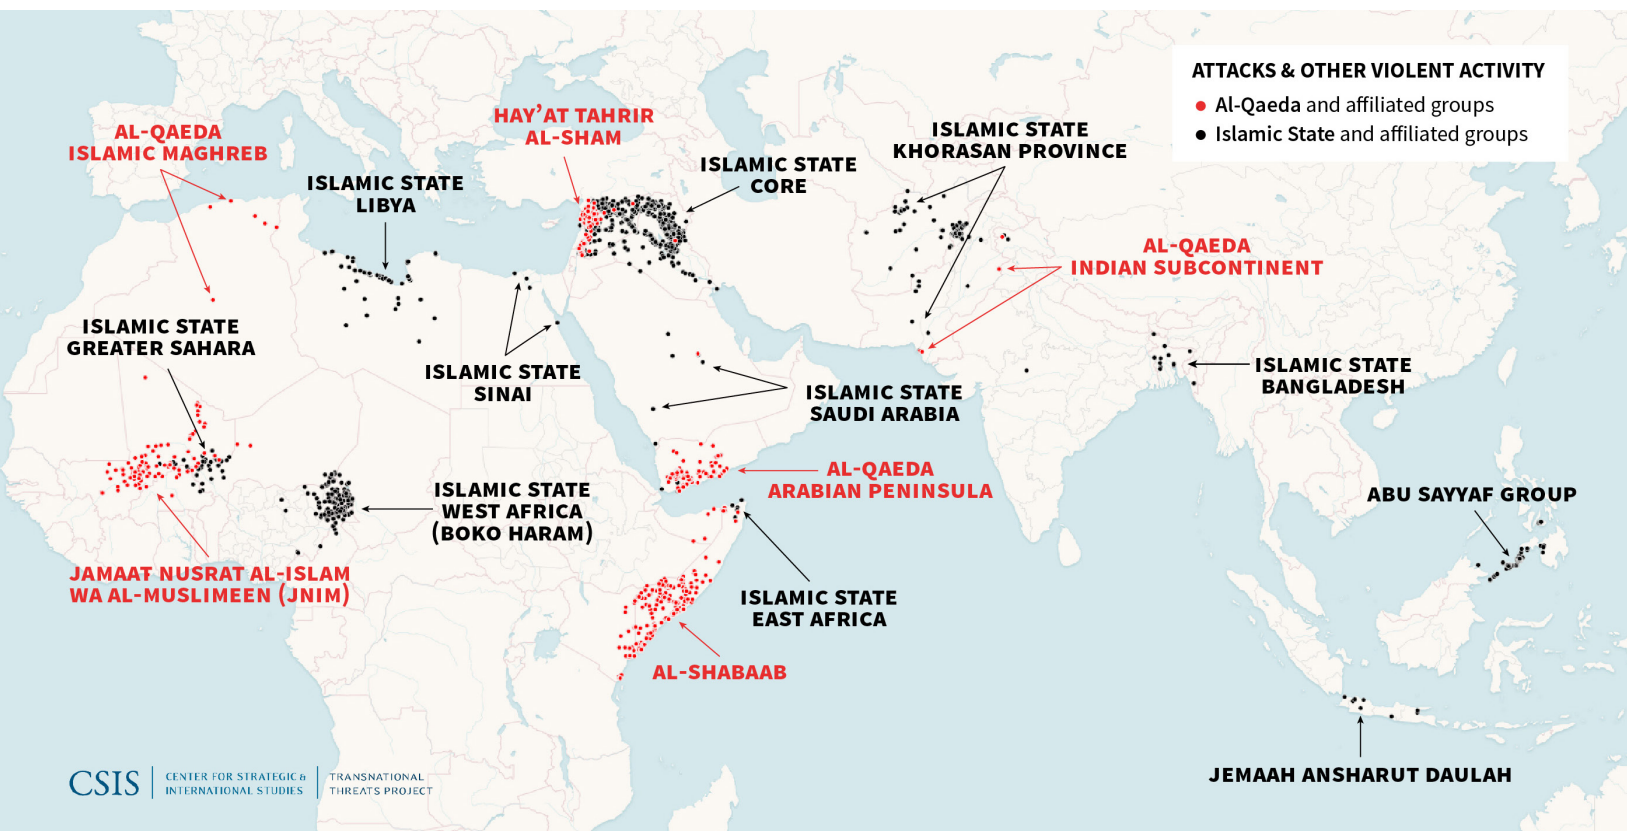 ATTACKS & OTHER VIOLENT ACTIVITY
Al-Qaeda and affiliated groups
Islamic State and affiliated groups
AL-QAEDA
ISLAMIC MAGHREB
ISLAMIC STATE
LIBYA
HAY'AT TAHRIR
AL-SHAM
ISLAMIC STATE
CORE
ISLAMIC STATE
KHORASAN PROVINCE
AL-QAEDA
INDIAN SUBCONTINENT
ISLAMIC STATE
GREATER SAHARA
ISLAMIC STATE
SINAI
ISLAMIC STATE
SAUDI ARABIA
ISLAMIC STATE
BANGLADESH
ISLAMIC STATE
WEST AFRICA
(BOKO HARAM)
AL-QAEDA
ARABIAN PENINSULA
ABU SAYYAF GROUP
JAMAAT NUSRAT AL-ISLAM
WA AL-MUSLIMEEN (JNIM)
ISLAMIC STATE
EAST AFRICA
AL-SHABAAB
JEMAAH ANSHARUT DAULAH
CSIS
CENTER FOR STRATEGIC &
INTERNATIONAL STUDIES
TRANSNATIONAL
THREATS PROJECT